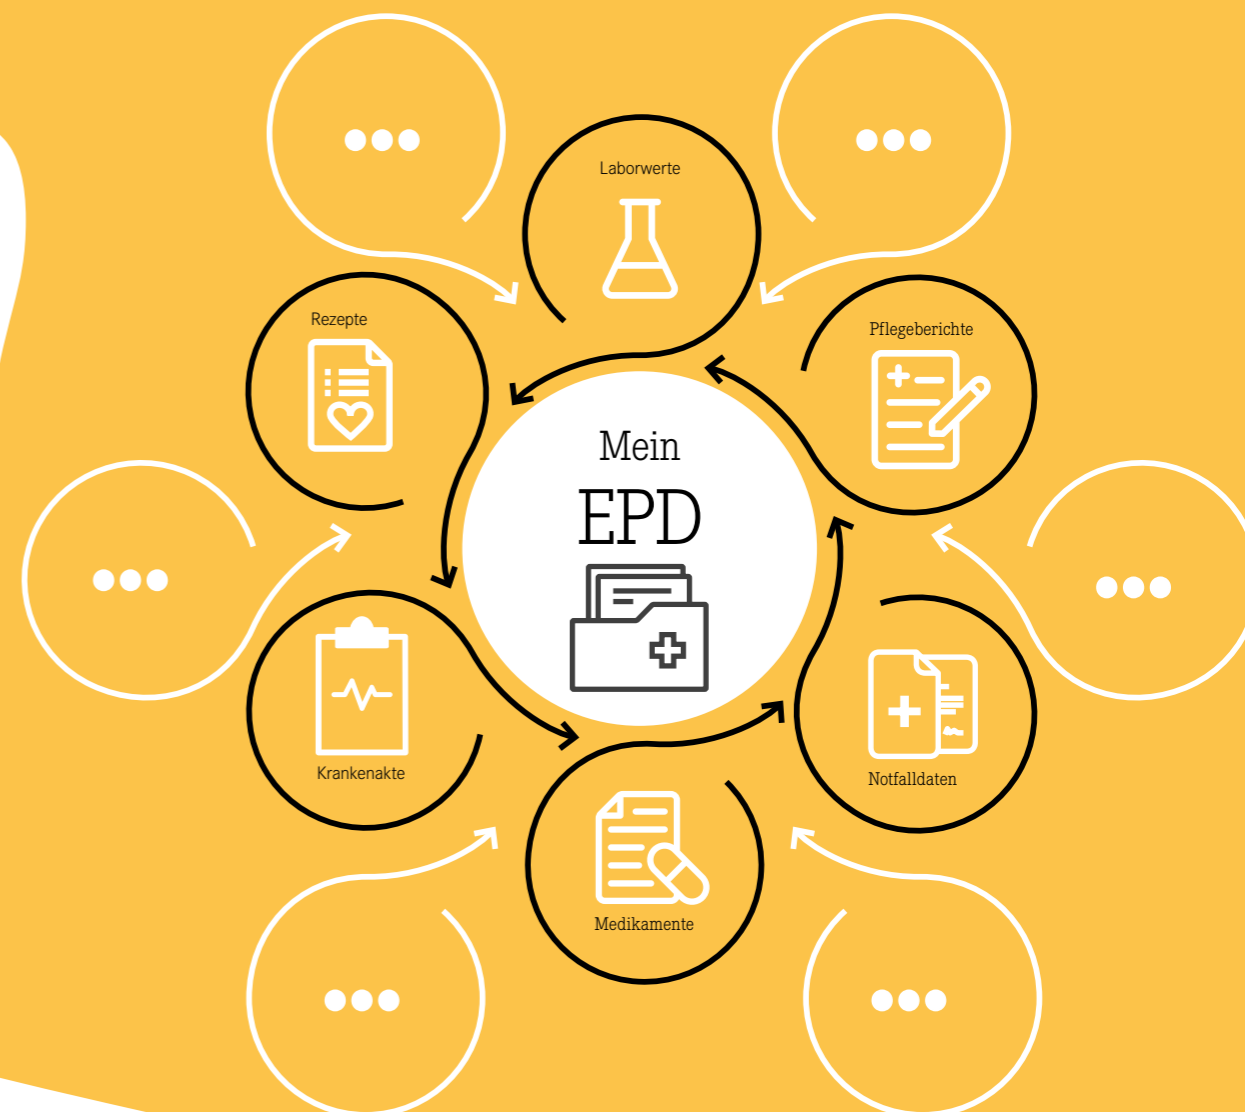 Laborwerte
Rezepte
Pflegeberichte
Mein
EPD
Krankenakte
Notfalldaten
Medikamente